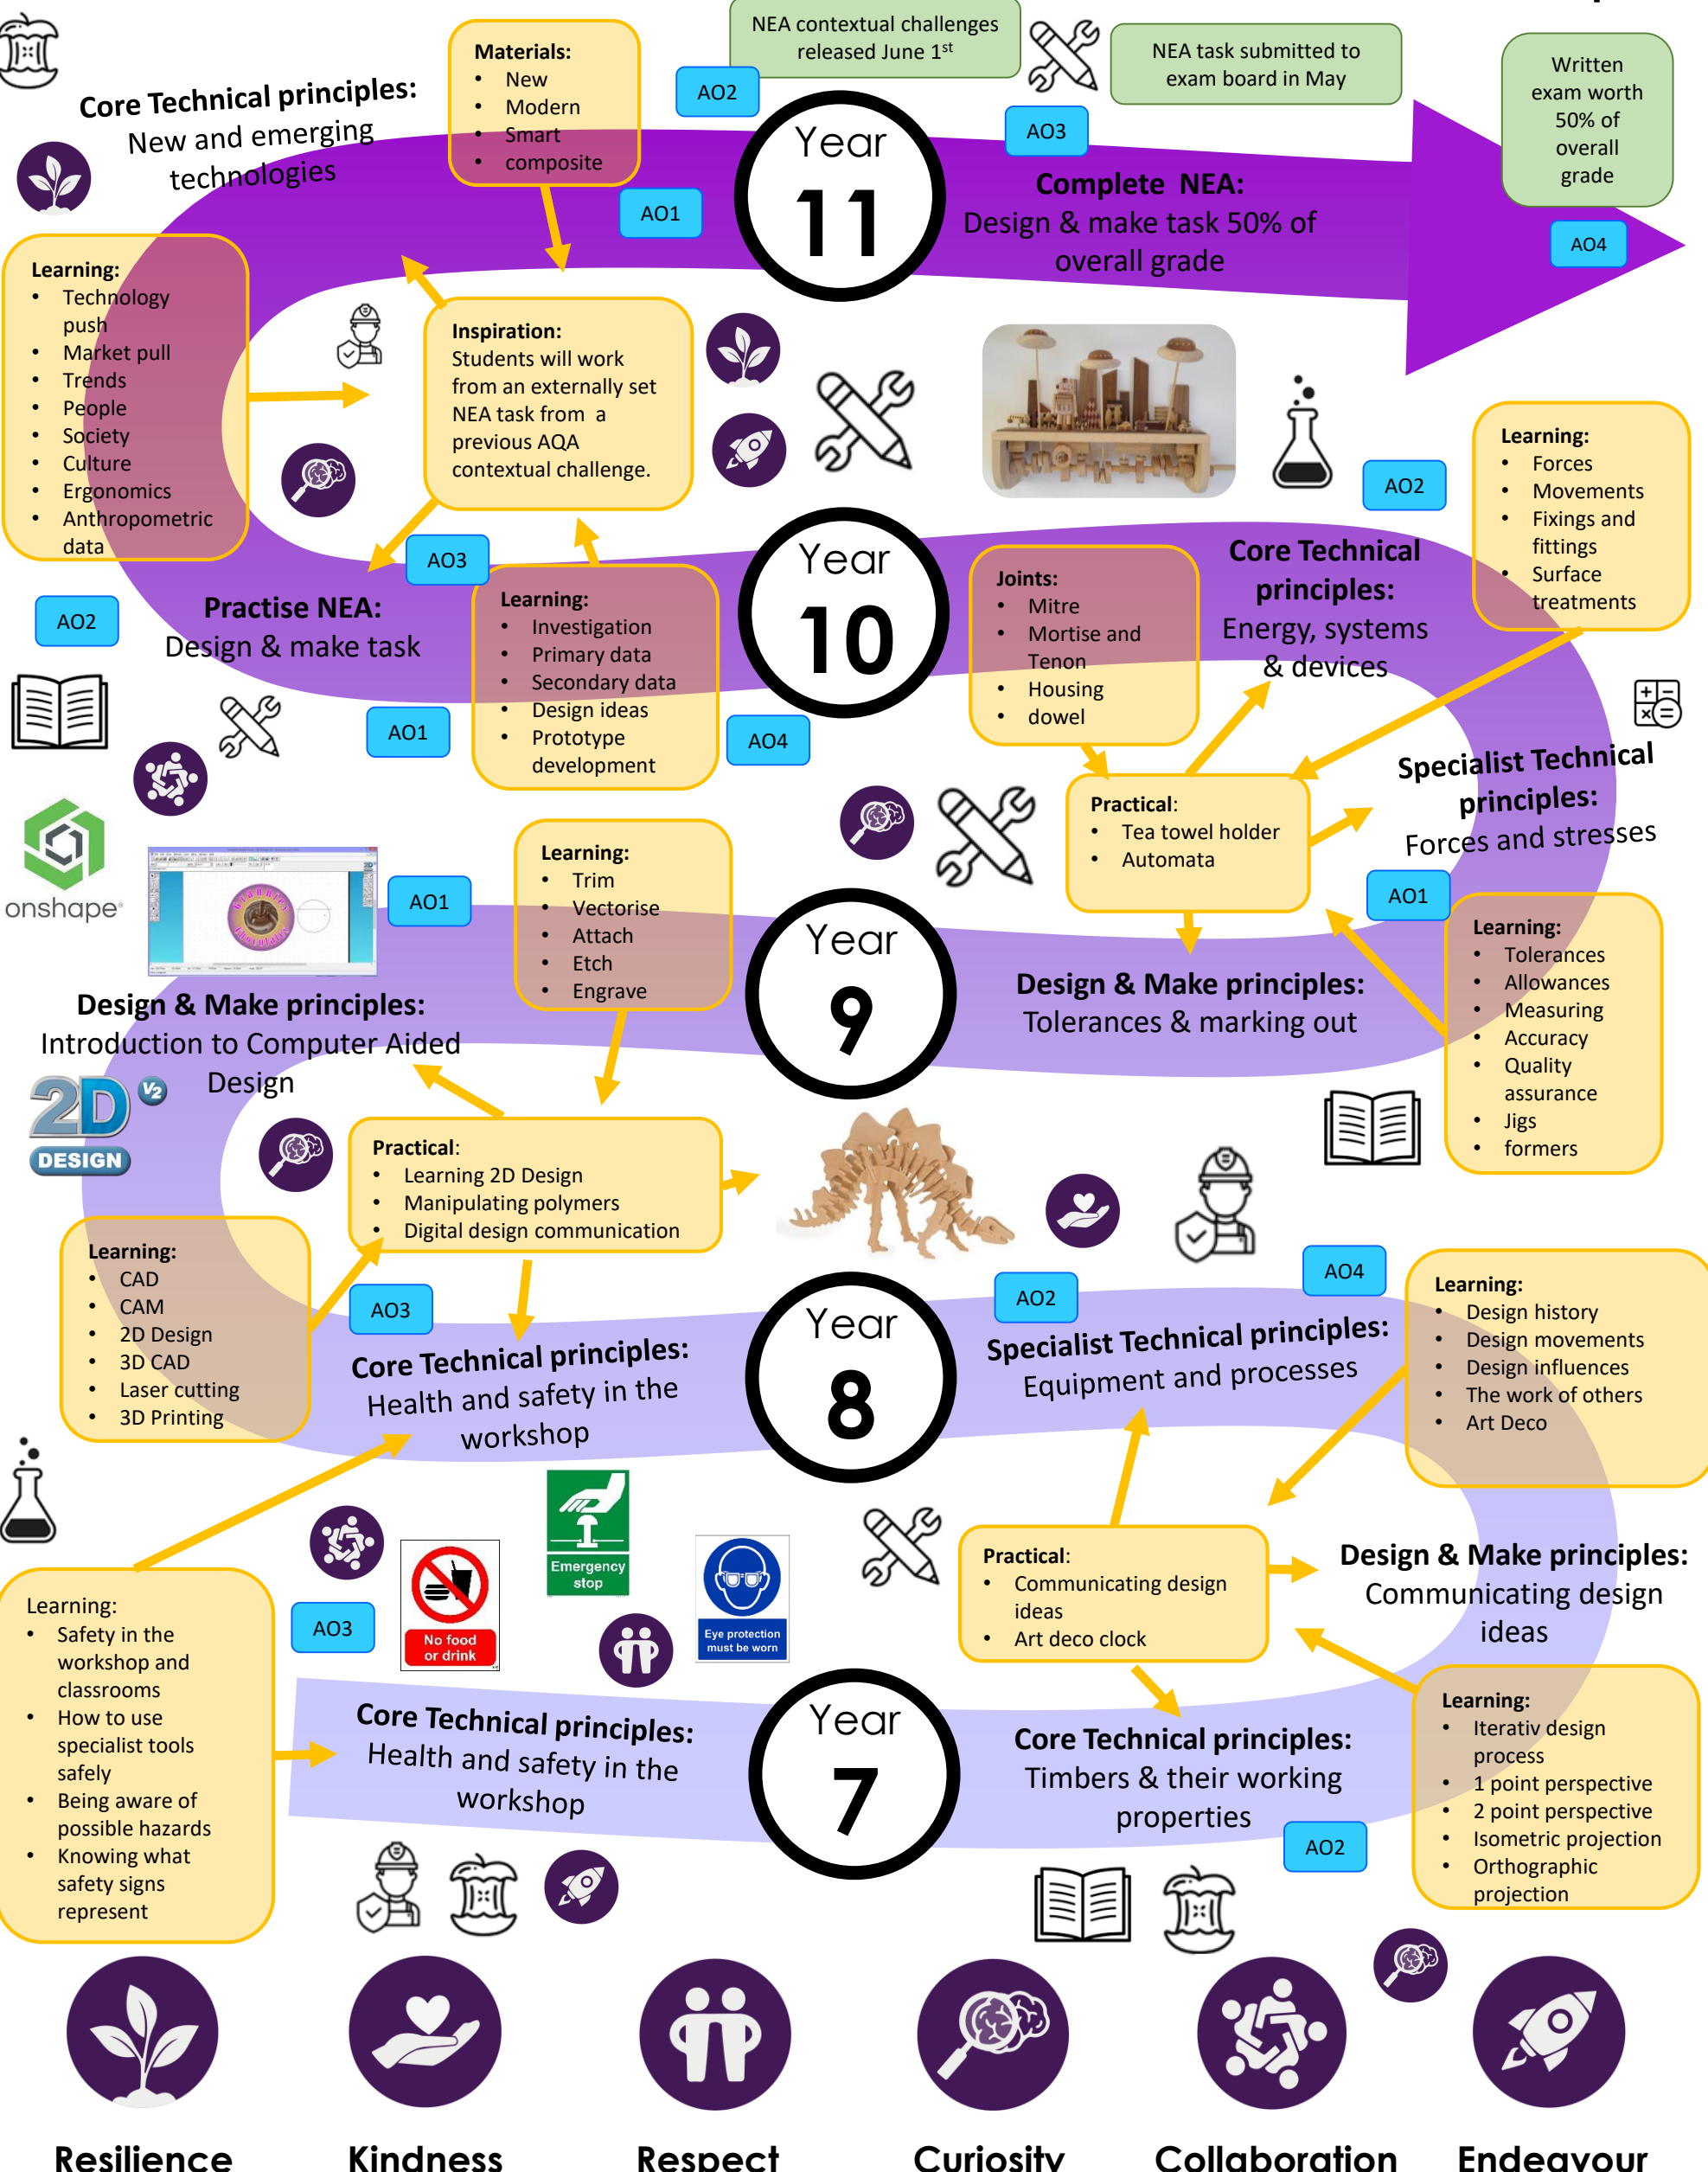 NEA contextual challenges
released June 1st
NEA task submitted to
exam board in May
Written
exam worth
50% of
overall
grade
Materials:
• New
• Modern
• Smart
• composite
AO2
AO3
AO1
AO4
Core Technical principles:
New and emerging
technologies
Year
11
Complete NEA:
Design & make task 50% of
overall grade
Learning:
• Technology
push
• Market pull
• Trends
• People
• Society
• Culture
• Ergonomics
• Anthropometric
data
Inspiration:
Students will work
from an externally set
NEA task from a
previous AQA
contextual challenge.
AO2
Learning:
• Forces
• Movements
• Fixings and
fittings
• Surface
treatments
AO3
AO2
Practise NEA:
Design & make task
Learning:
• Investigation
• Primary data
• Secondary data
• Design ideas
• Prototype
development
AO1
AO4
Year
10
Joints:
• Mitre
• Mortise and
Tenon
• Housing
• dowel
Core Technical
principles:
Energy, systems
& devices
Specialist Technical
principles:
Forces and stresses
Practical:
• Tea towel holder
• Automata
AO1
onshape
AO1
Learning:
• Trim
• Vectorise
• Attach
• Etch
• Engrave
Year
9
Design & Make principles:
Tolerances & marking out
Learning:
• Tolerances
• Allowances
• Measuring
• Accuracy
• Quality
assurance
• Jigs
• formers
Design & Make principles:
Introduction to Computer Aided
Design
2D V2
DESIGN
Practical:
• Learning 2D Design
• Manipulating polymers
• Digital design communication
Learning:
• CAD
• CAM
• 2D Design
• 3D CAD
• Laser cutting
• 3D Printing
AO3
Core Technical principles:
Health and safety in the
workshop
Year
8
AO2
AO4
Specialist Technical principles:
Equipment and processes
Learning:
• Design history
• Design movements
• Design influences
• The work of others
• Art Deco
Practical:
• Communicating design
ideas
• Art deco clock
Design & Make principles:
Communicating design
ideas
Learning:
• Safety in the
workshop and
classrooms
• How to use
specialist tools
safely
• Being aware of
possible hazards
• Knowing what
safety signs
represent
AO3
No food
or drink
Emergency
stop
Eye protection
must be worn
Core Technical principles:
Health and safety in the
workshop
Year
7
Core Technical principles:
Timbers & their working
properties
AO2
Learning:
• Iterativ design
process
• 1 point perspective
• 2 point perspective
• Isometric projection
• Orthographic
projection
Resilience
Kindness
Respect
Curiosity
Collaboration
Endeavour